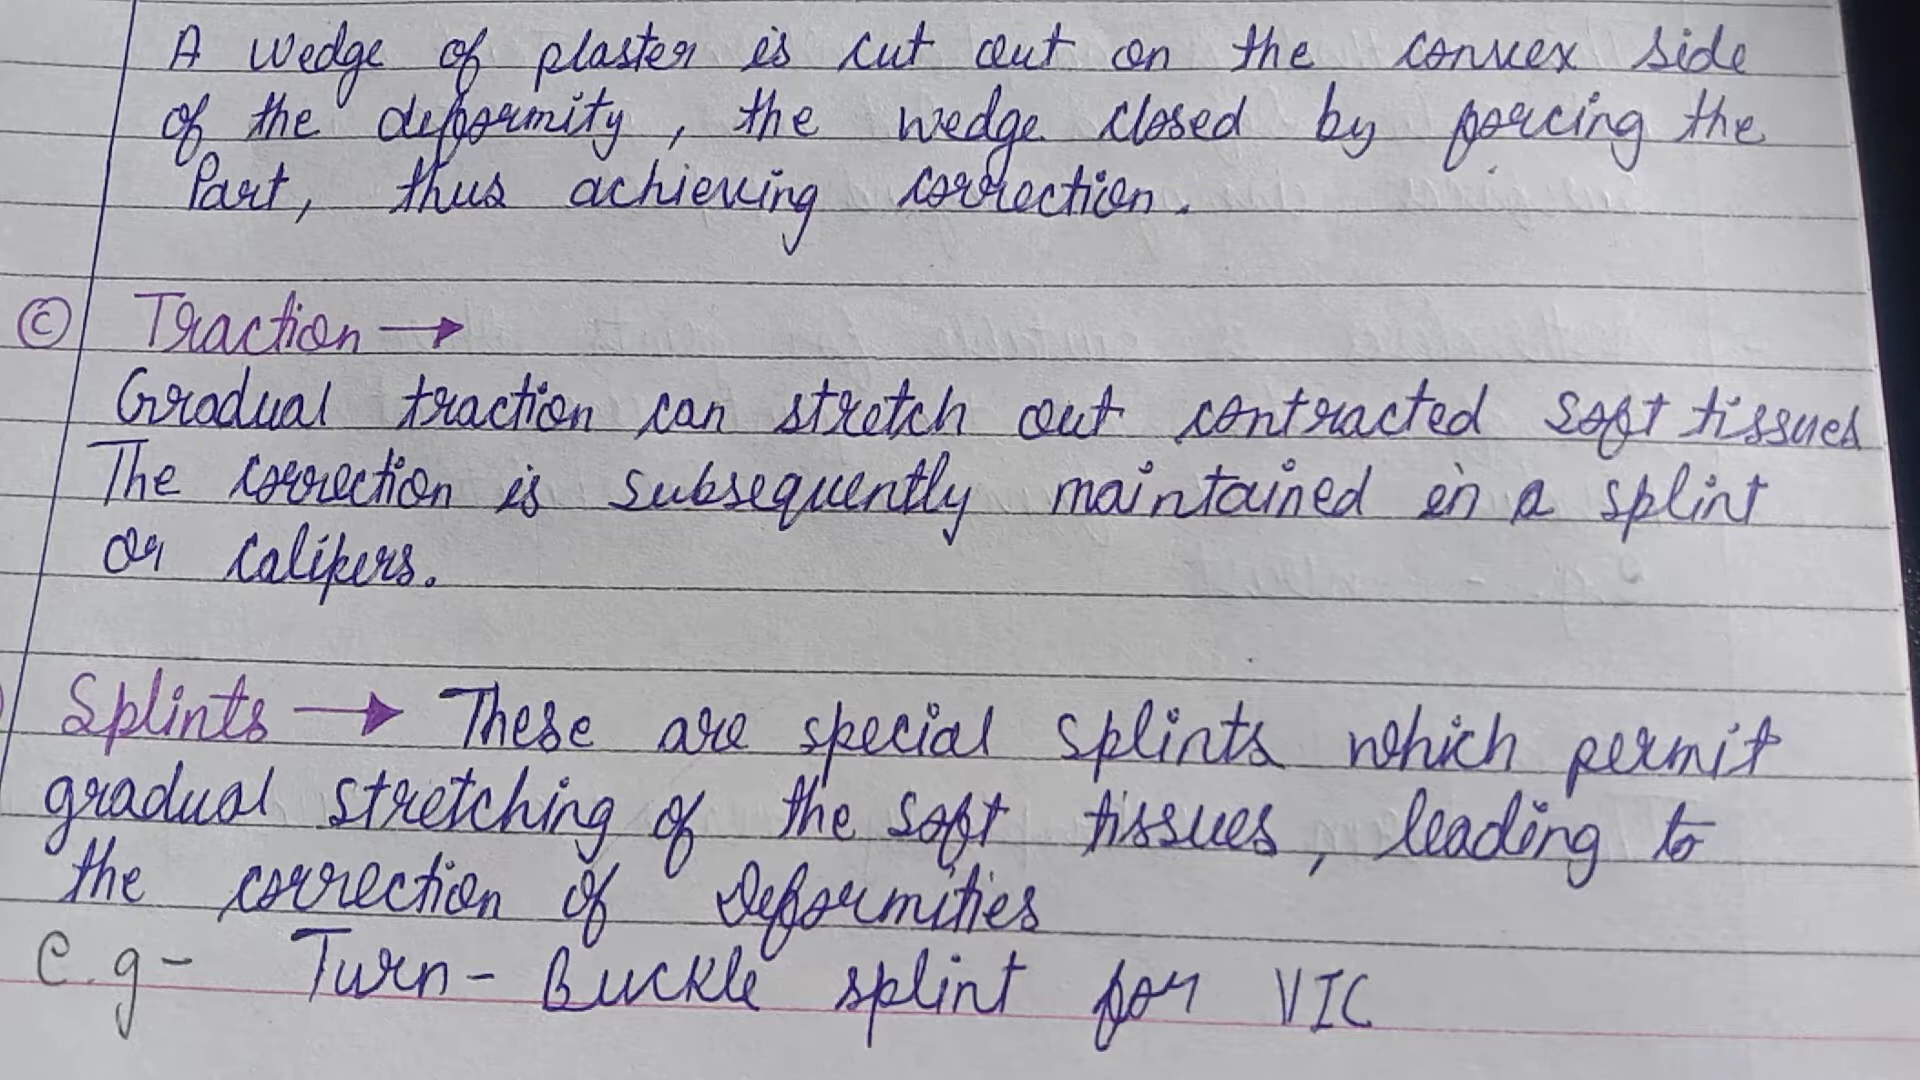 A wedge of plaster is cut out on the convex side
of the deformity, the wedge closed by forcing the
Part, thus achieving correction.
Ⓒ Traction →
Gradual traction can stretch out contracted soft tissues
The correction is subsequently maintained in a splint
or calipers.
Splints → These are special splints which permit
gradual stretching of the soft tissues, leading to
the correction of Deformities
e.g- Turn-Buckle splint for VIC